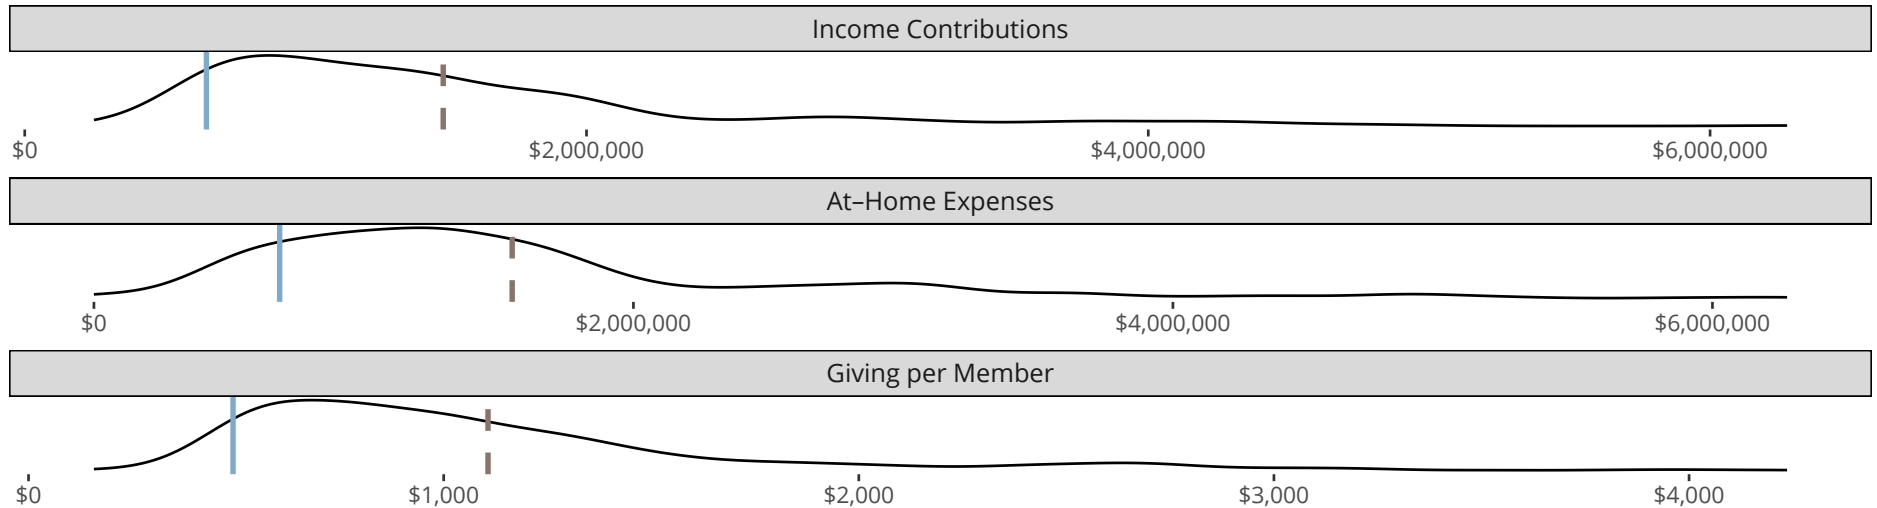 Income Contributions
$0 $2,000,000 $4,000,000 $6,000,000
At–Home Expenses
$0 $2,000,000 $4,000,000 $6,000,000
Giving per Member
$0 $1,000 $2,000 $3,000 $4,000